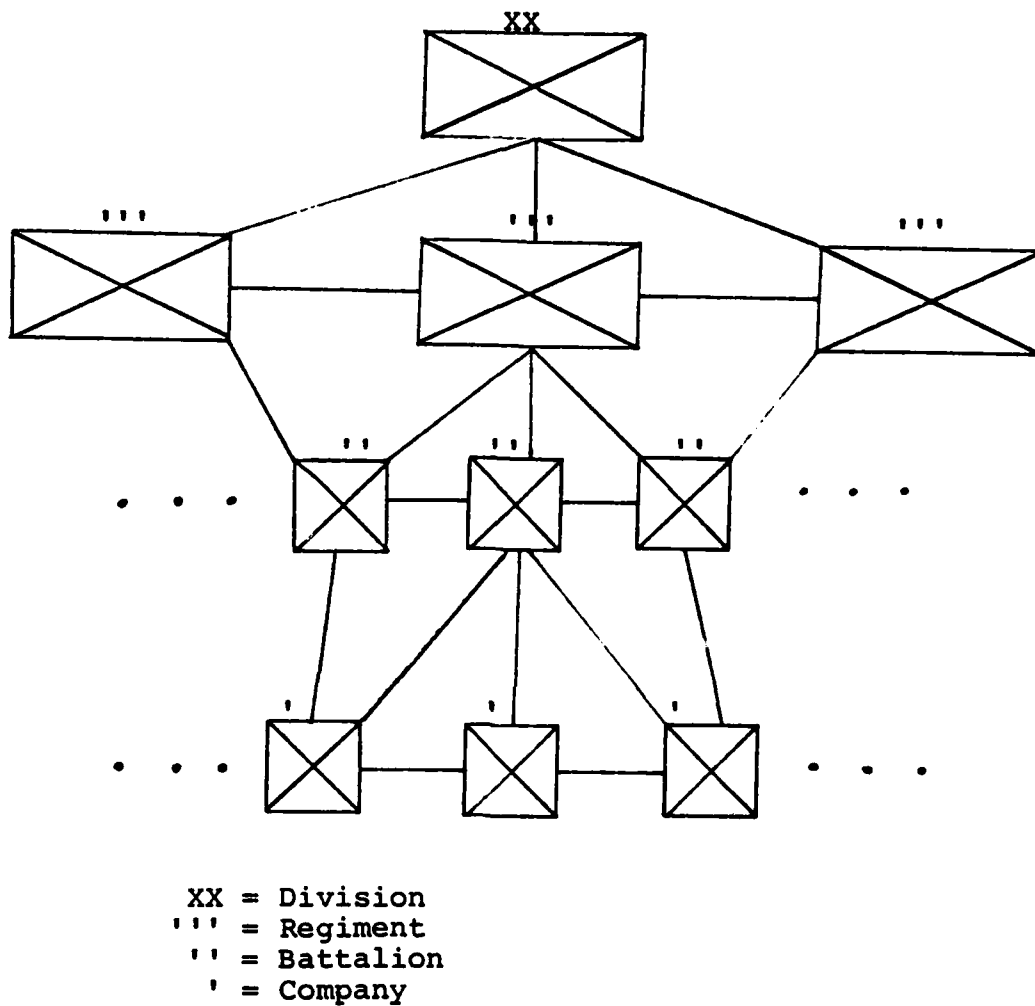 XX
''' ''' '''
'' '' ''
' ' '
XX = Division
''' = Regiment
'' = Battalion
' = Company